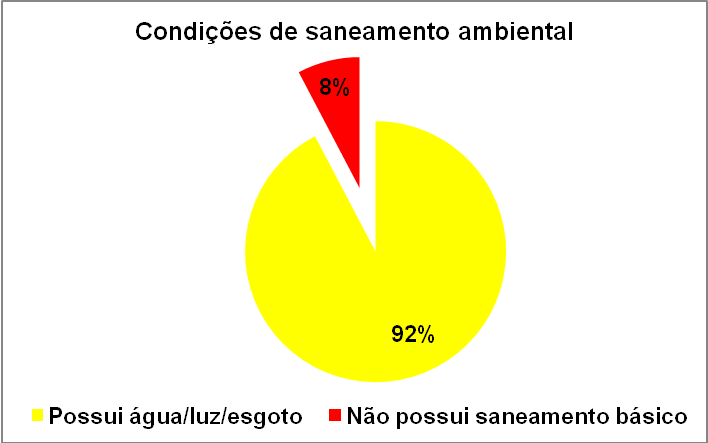 Condições de saneamento ambiental
8%
92%
Possui água/luz/esgoto
Não possui saneamento básico